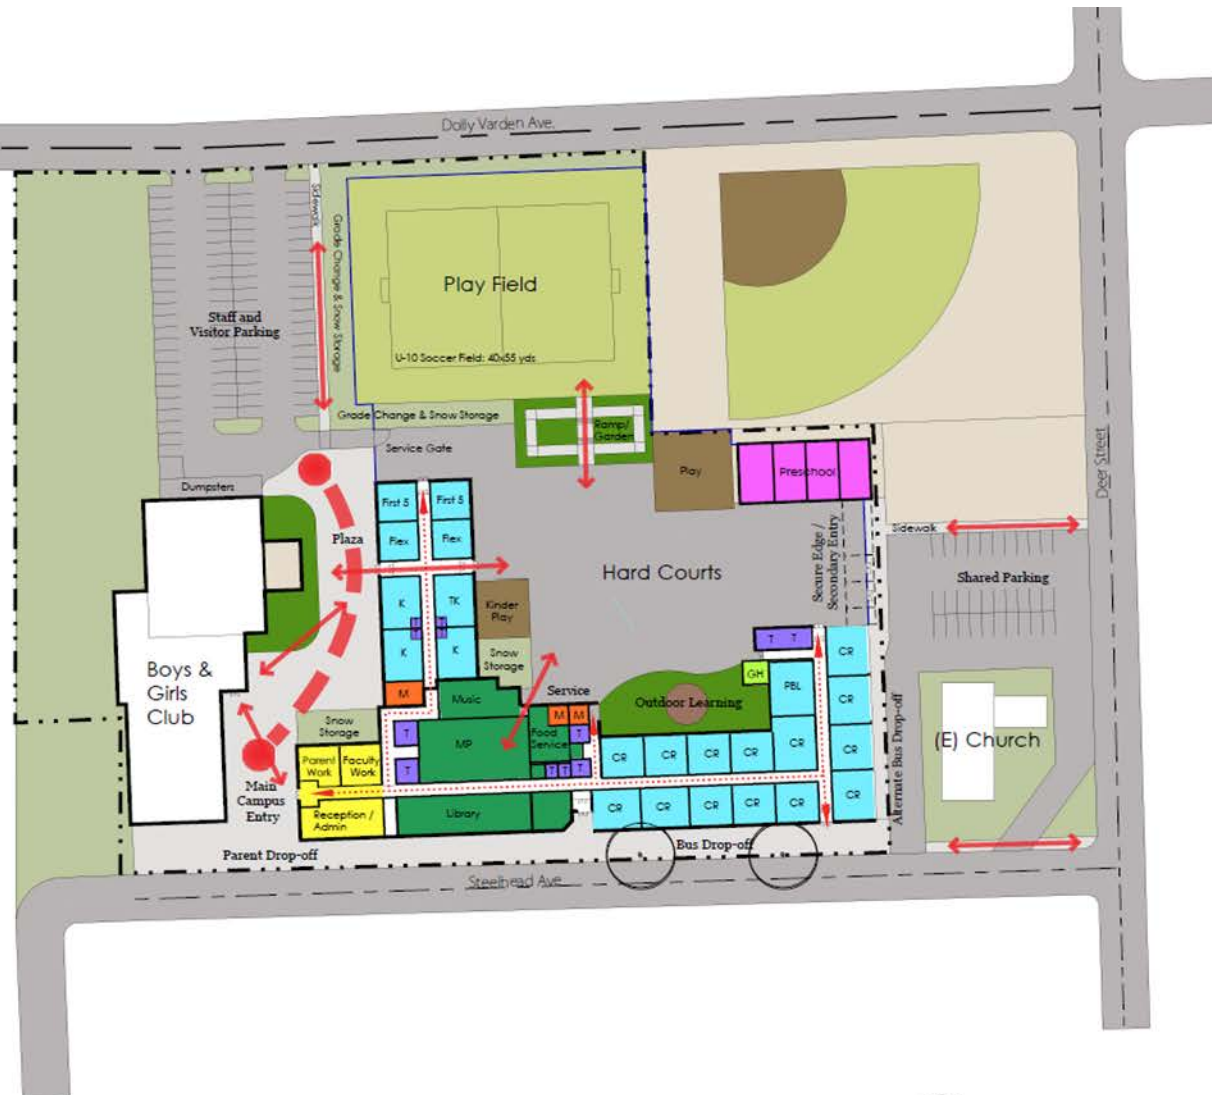 Dolly Varden Ave.
Sidewalk
Grade Change & Snow Storage
Play Field
Staff and
Visitor Parking
U-10 Soccer Field: 40x55 yds
Grade Change & Snow Storage
Ramp/
Garden
Service Gate
Deer Street
Play
Preschool
Dumpsters
First 5
First 5
Plaza
Flex
Flex
Sidewalk
Secure Edge /
Secondary Entry
Hard Courts
Shared Parking
K
TK
Kinder
Play
K
K
Snow
Storage
T T
CR
Boys &
Girls
Club
M
Music
Service
GH
PBL
CR
Outdoor Learning
Alternate Bus Drop-off
Snow
Storage
T
MP
Food
Service
M
M
T
CR
CR
CR
CR
CR
CR
(E) Church
Parent
Work
Faculty
Work
T
T T
T
Main
Campus
Entry
Reception /
Admin
Library
CR
CR
CR
CR
CR
CR
Parent Drop-off
Bus Drop-off
Steelhead Ave